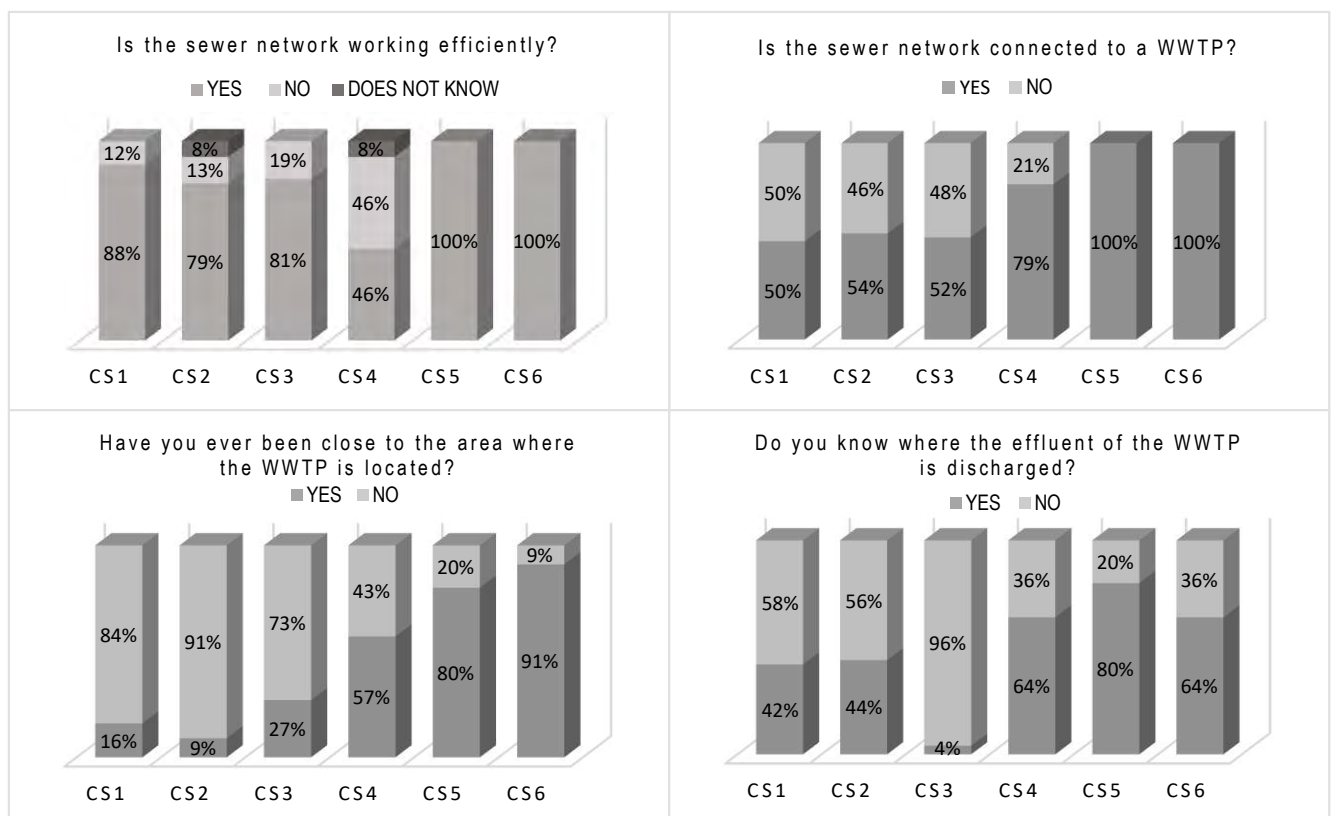 Is the sewer network working efficiently?
YES NO DOES NOT KNOW
12% 8% 13% 19% 8%
46%
88% 79% 81% 46% 100% 100%
CS1 CS2 CS3 CS4 CS5 CS6
Is the sewer network connected to a WWTP?
YES NO
50% 46% 48% 21%
50% 54% 52% 79% 100% 100%
CS1 CS2 CS3 CS4 CS5 CS6
Have you ever been close to the area where
the WWTP is located?
YES NO
84% 91% 73% 43% 20% 9%
16% 9% 27% 57% 80% 91%
CS1 CS2 CS3 CS4 CS5 CS6
Do you know where the effluent of the WWTP
is discharged?
YES NO
58% 56% 96% 36% 20% 36%
42% 44% 4% 64% 80% 64%
CS1 CS2 CS3 CS4 CS5 CS6